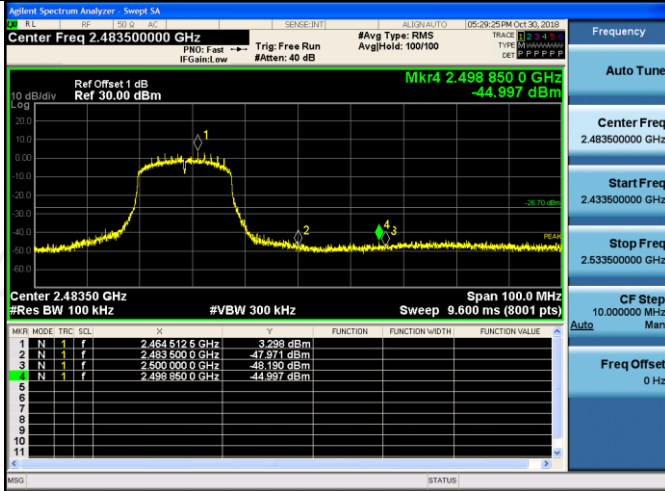 Agilent Spectrum Analyzer - Swept SA
RL RF 50 Ω AC SENSE:INT ALIGN AUTO 05:29:25 PM Oct 30, 2018
Center Freq 2.483500000 GHz
PNO: Fast
IFGain:Low
Trig: Free Run
#Atten: 40 dB
#Avg Type: RMS
Avg|Hold: 100/100
TRACE 1 2 3 4 5 6
TYPE M
DET P P P P P P
Frequency
Mkr4 2.498 850 0 GHz
-44.997 dBm
Ref Offset 1 dB
10 dB/div Ref 30.00 dBm
Log
20.0
10.0
0.00
-10.0
-20.0
-30.0
-40.0
-50.0
-60.0
1
2
4
3
-26.70 dBm
PEAK
Center 2.48350 GHz
Span 100.0 MHz
#Res BW 100 kHz
#VBW 300 kHz
Sweep 9.600 ms (8001 pts)
MKR MODE TRC SCL X Y FUNCTION FUNCTION WIDTH FUNCTION VALUE
1 N 1 f 2.464 512 5 GHz 3.298 dBm
2 N 1 f 2.483 500 0 GHz -47.971 dBm
3 N 1 f 2.500 000 0 GHz -48.190 dBm
4 N 1 f 2.498 850 0 GHz -44.997 dBm
5
6
7
8
9
10
11
MSG
STATUS
Auto Tune
Center Freq
2.483500000 GHz
Start Freq
2.433500000 GHz
Stop Freq
2.533500000 GHz
CF Step
10.000000 MHz
Auto Man
Freq Offset
0 Hz